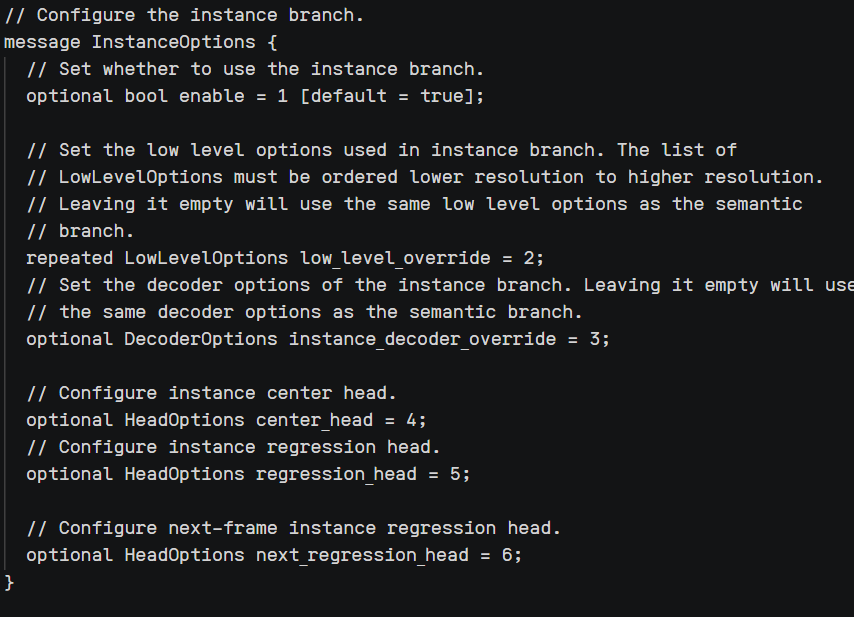 // Configure the instance branch.
message InstanceOptions {
  // Set whether to use the instance branch.
  optional bool enable = 1 [default = true];

  // Set the low level options used in instance branch. The list of
  // LowLevelOptions must be ordered lower resolution to higher resolution.
  // Leaving it empty will use the same low level options as the semantic
  // branch.
  repeated LowLevelOptions low_level_override = 2;
  // Set the decoder options of the instance branch. Leaving it empty will use
  // the same decoder options as the semantic branch.
  optional DecoderOptions instance_decoder_override = 3;

  // Configure instance center head.
  optional HeadOptions center_head = 4;
  // Configure instance regression head.
  optional HeadOptions regression_head = 5;

  // Configure next-frame instance regression head.
  optional HeadOptions next_regression_head = 6;
}